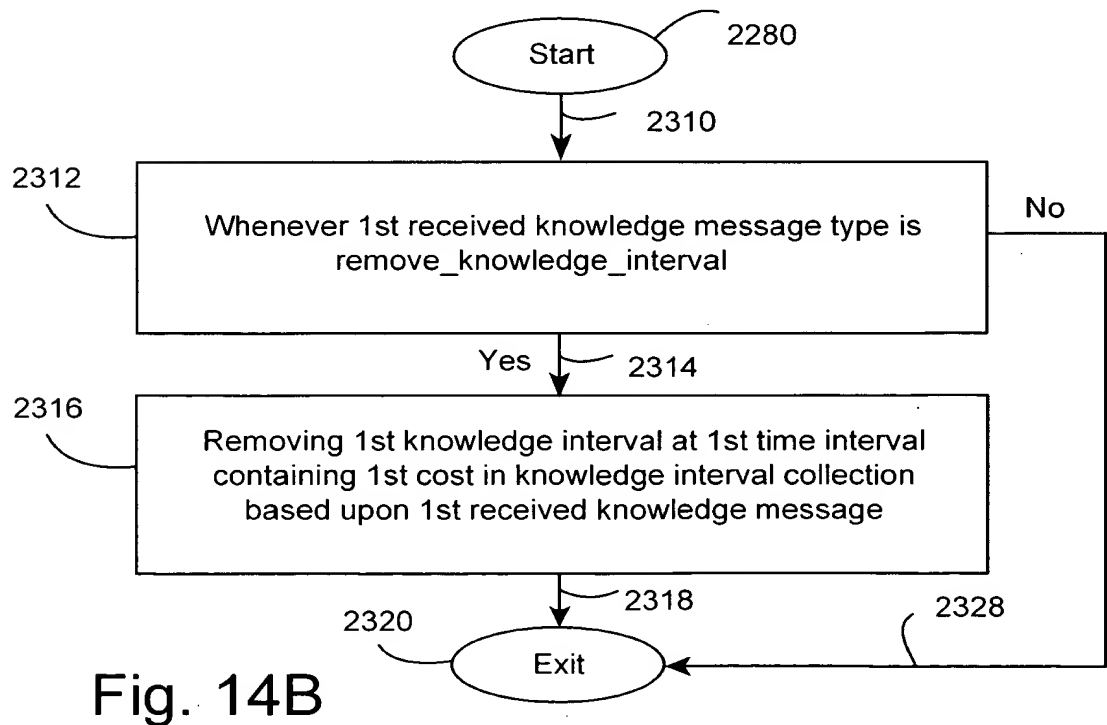 2280
Start
2310
2312
No
Whenever 1st received knowledge message type is
remove_knowledge_interval
Yes
2314
2316
Removing 1st knowledge interval at 1st time interval
containing 1st cost in knowledge interval collection
based upon 1st received knowledge message
2318
2328
2320
Exit
Fig. 14B